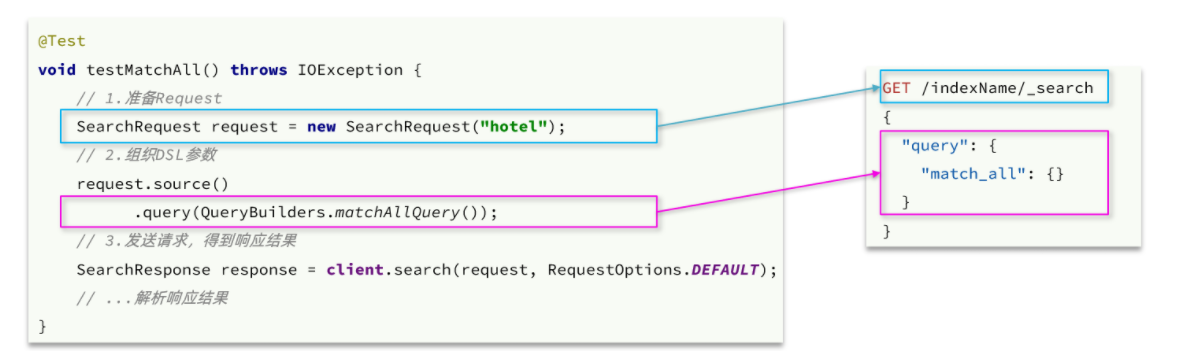 @Test
void testMatchAll() throws IOException {
// 1.准备Request
SearchRequest request = new SearchRequest("hotel");
// 2.组织DSL参数
request.source()
.query(QueryBuilders.matchAllQuery());
// 3.发送请求，得到响应结果
SearchResponse response = client.search(request, RequestOptions.DEFAULT);
// ...解析响应结果
}
GET /indexName/_search
{
"query": {
"match_all": {}
}
}